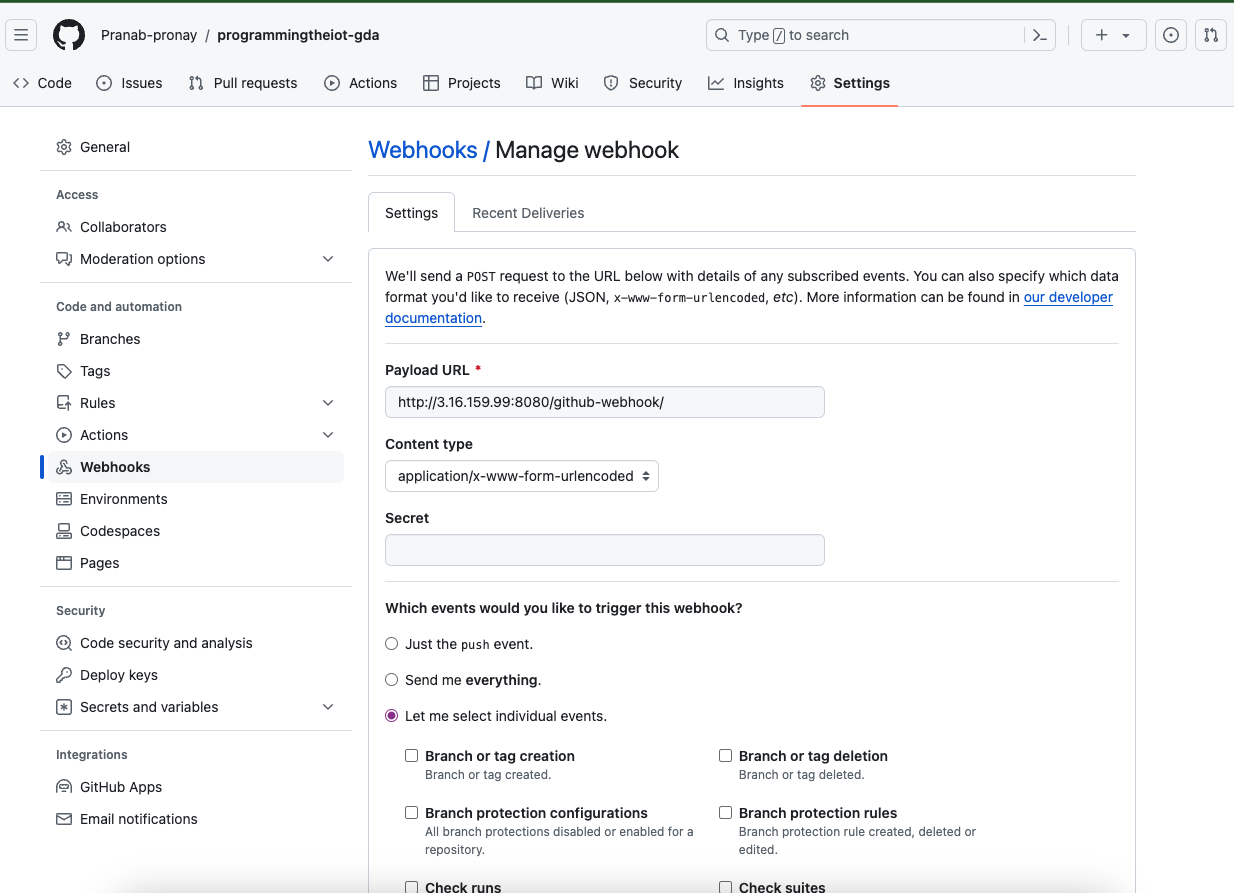 Pranab-pronay / programmingtheiot-gda
Type / to search
Code
Issues
Pull requests
Actions
Projects
Wiki
Security
Insights
Settings
General
Access
Collaborators
Moderation options
Code and automation
Branches
Tags
Rules
Actions
Webhooks
Environments
Codespaces
Pages
Security
Code security and analysis
Deploy keys
Secrets and variables
Integrations
GitHub Apps
Email notifications
Webhooks / Manage webhook
Settings
Recent Deliveries
We'll send a POST request to the URL below with details of any subscribed events. You can also specify which data
format you'd like to receive (JSON, x-www-form-urlencoded, etc). More information can be found in our developer
documentation.
Payload URL *
http://3.16.159.99:8080/github-webhook/
Content type
application/x-www-form-urlencoded
Secret
Which events would you like to trigger this webhook?
Just the push event.
Send me everything.
Let me select individual events.
Branch or tag creation
Branch or tag created.
Branch or tag deletion
Branch or tag deleted.
Branch protection configurations
All branch protections disabled or enabled for a
repository.
Branch protection rules
Branch protection rule created, deleted or
edited.
Check runs
Check suites